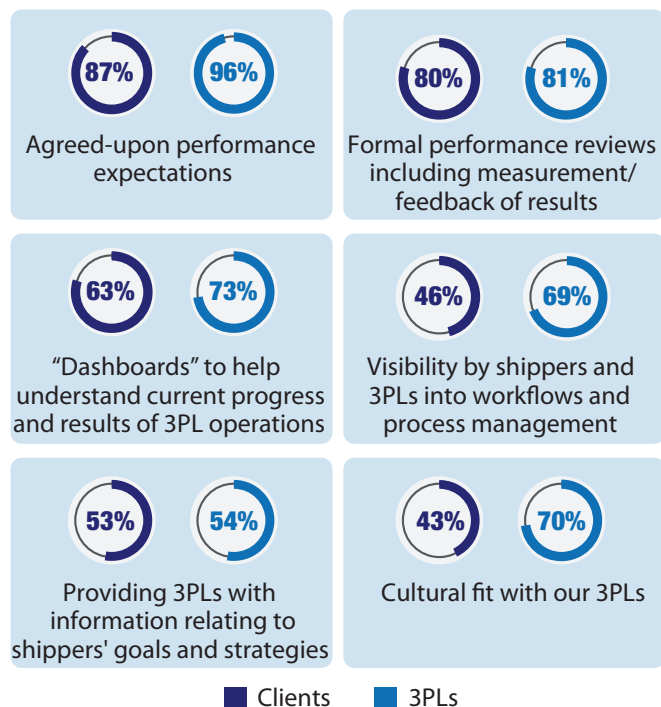 87% 96%
Agreed-upon performance
expectations
80% 81%
Formal performance reviews
including measurement/
feedback of results
63% 73%
“Dashboards” to help
understand current progress
and results of 3PL operations
46% 69%
Visibility by shippers and
3PLs into workflows and
process management
53% 54%
Providing 3PLs with
information relating to
shippers' goals and strategies
43% 70%
Cultural fit with our 3PLs
Clients 3PLs